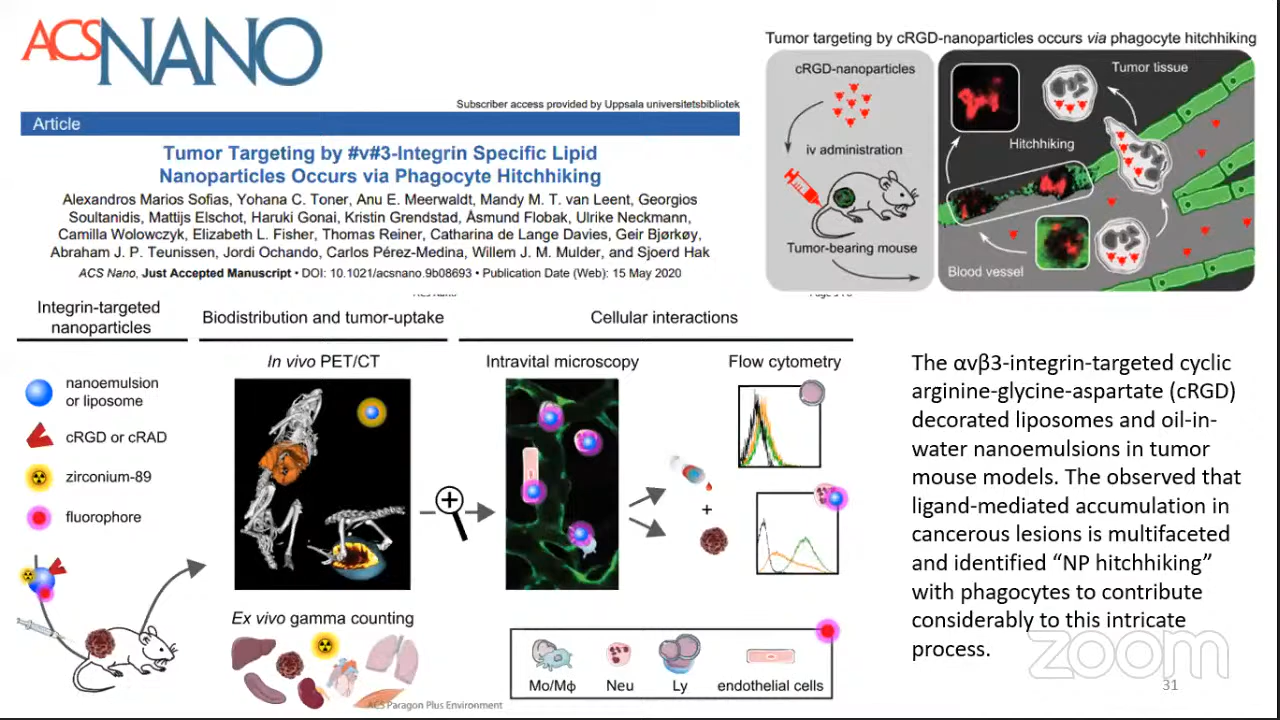 ACSNANO
Subscriber access provided by Uppsala universitetsbibliotek
Article
Tumor Targeting by #v#3-Integrin Specific Lipid
Nanoparticles Occurs via Phagocyte Hitchhiking
Alexandros Marios Sofias, Yohana C. Toner, Anu E. Meerwaldt, Mandy M. T. van Leent, Georgios
Soultanidis, Mattijs Elschot, Haruki Gonai, Kristin Grendstad, Åsmund Flobak, Ulrike Neckmann,
Camilla Wolowczyk, Elizabeth L. Fisher, Thomas Reiner, Catharina de Lange Davies, Geir Bjørkøy,
Abraham J. P. Teunissen, Jordi Ochando, Carlos Pérez-Medina, Willem J. M. Mulder, and Sjoerd Hak
ACS Nano, Just Accepted Manuscript • DOI: 10.1021/acsnano.9b08693 • Publication Date (Web): 15 May 2020
Tumor targeting by cRGD-nanoparticles occurs via phagocyte hitchhiking
cRGD-nanoparticles
iv administration
Tumor-bearing mouse
Tumor tissue
Hitchhiking
Blood vessel
Integrin-targeted
nanoparticles
nanoemulsion
or liposome
cRGD or cRAD
zirconium-89
fluorophore
Biodistribution and tumor-uptake
In vivo PET/CT
Ex vivo gamma counting
Cellular interactions
Intravital microscopy
Flow cytometry
+
Mo/MΦ
Neu
Ly
endothelial cells
ACS Paragon Plus Environment
The αvβ3-integrin-targeted cyclic
arginine-glycine-aspartate (cRGD)
decorated liposomes and oil-in-
water nanoemulsions in tumor
mouse models. The observed that
ligand-mediated accumulation in
cancerous lesions is multifaceted
and identified “NP hitchhiking”
with phagocytes to contribute
considerably to this intricate
process.
zoom
31